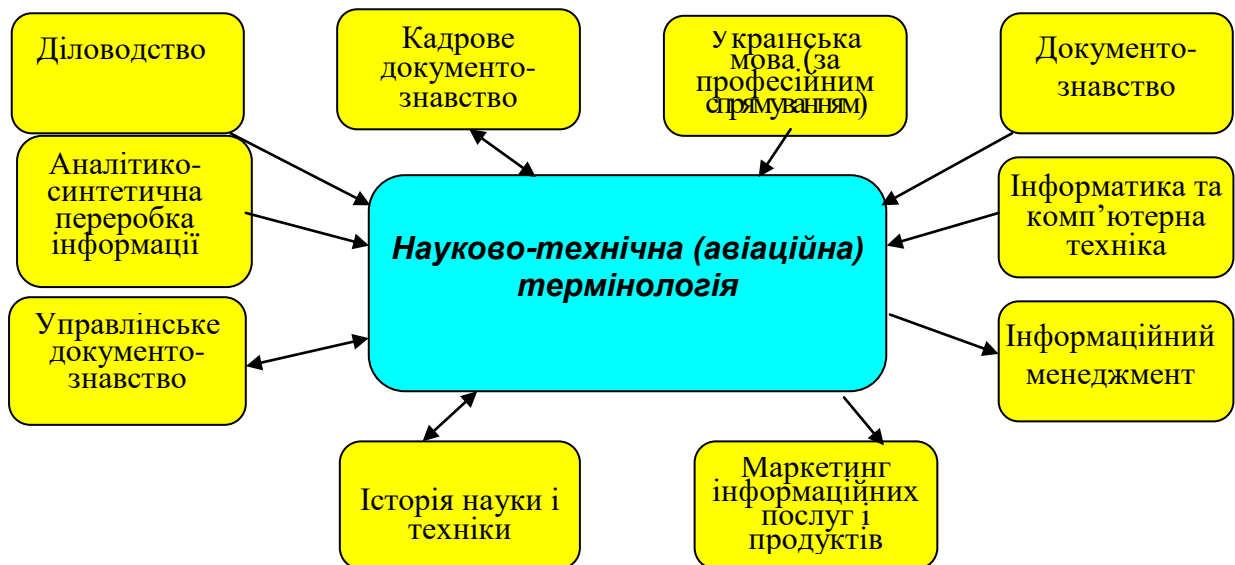 Діловодство
Кадрове
документо-
знавство
Українська
мова (за
професійним
спрямуванням)
Документо-
знавство
Аналітико-
синтетична
переробка
інформації
Науково-технічна (авіаційна)
термінологія
Інформатика та
комп’ютерна
техніка
Управлінське
документо-
знавство
Інформаційний
менеджмент
Історія науки і
техніки
Маркетинг
інформаційних
послуг і
продуктів